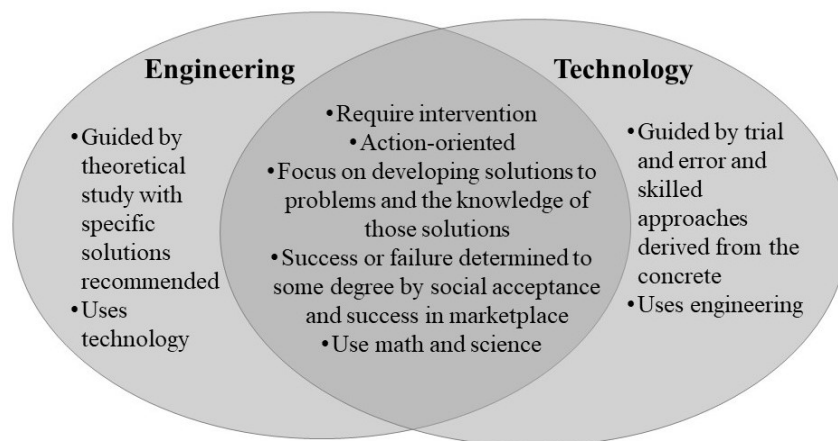 Engineering
Technology
•Guided by
theoretical
study with
specific
solutions
recommended
•Uses
technology
•Require intervention
•Action-oriented
•Focus on developing solutions to
problems and the knowledge of
those solutions
•Success or failure determined to
some degree by social acceptance
and success in marketplace
•Use math and science
•Guided by trial
and error and
skilled
approaches
derived from the
concrete
•Uses engineering